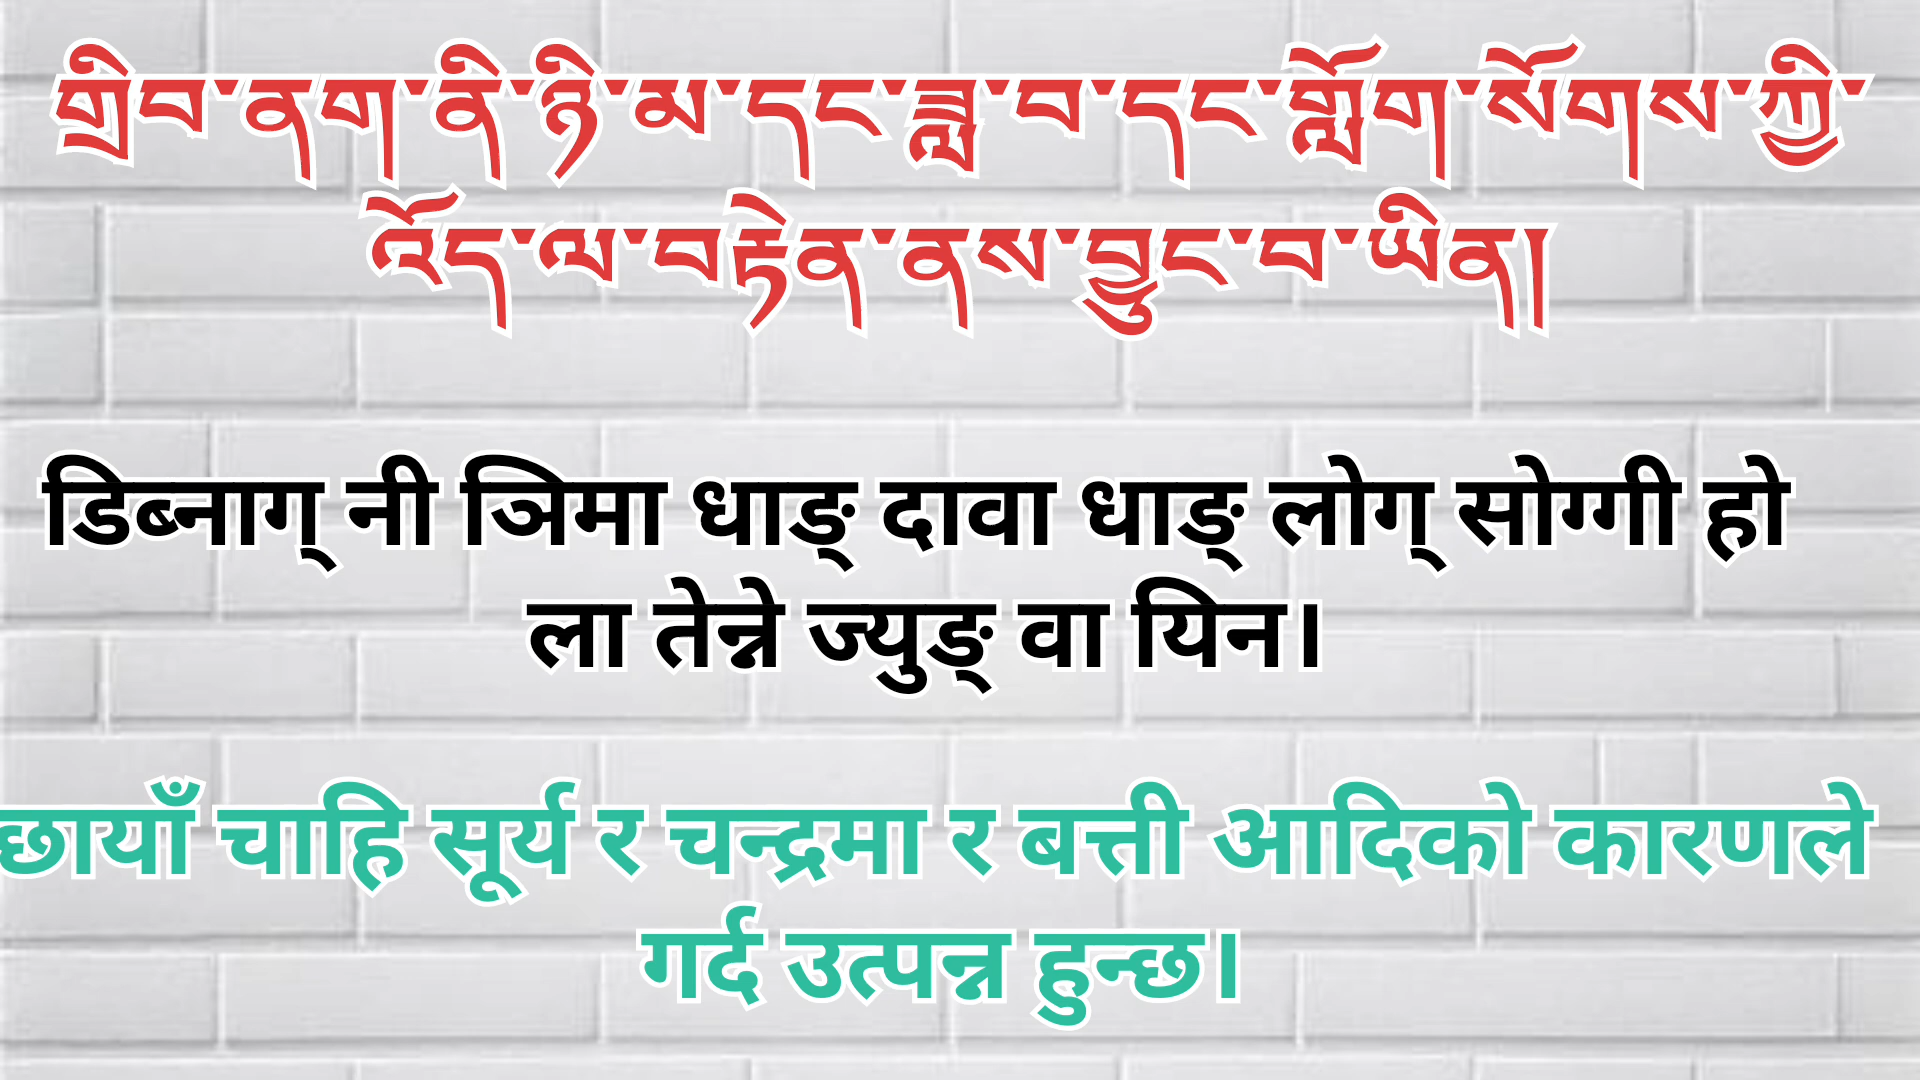 གྲིབ་ནག་ནི་ཉི་མ་དང་ཟླ་བ་དང་གློག་སོགས་ཀྱི་
འོད་ལ་བརྟེན་ནས་བྱུང་བ་ཡིན།
डिब्नाग् नी ञिमा धाङ् दावा धाङ् लोग् सोग्गी हो
ला तेन्ने ज्युङ् वा यिन।
छायाँ चाहि सूर्य र चन्द्रमा र बत्ती आदिको कारणले
गर्द उत्पन्न हुन्छ।